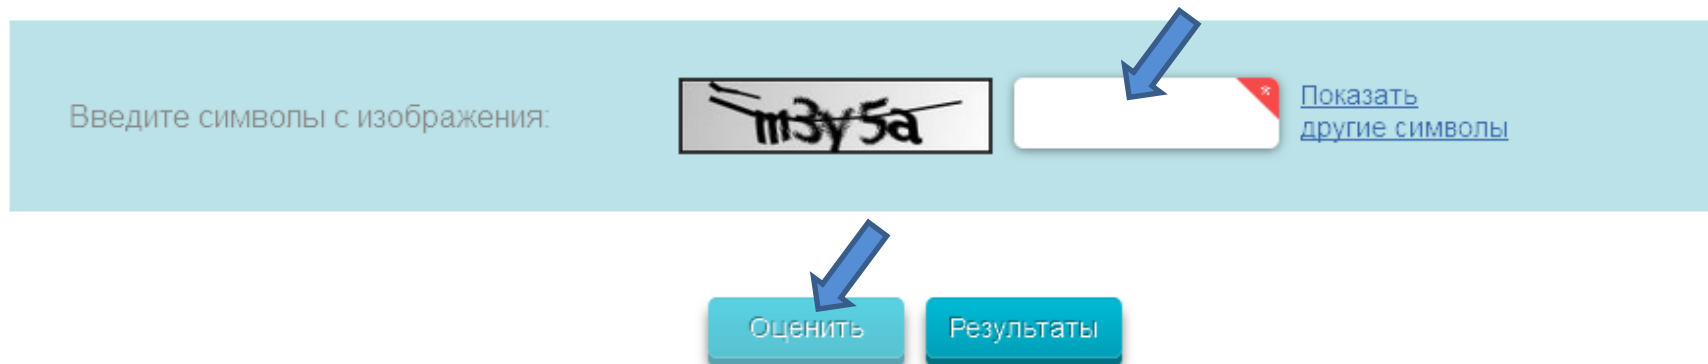 Введите символы с изображения:
m3y5a
*
Показать
другие символы
Оценить
Результаты